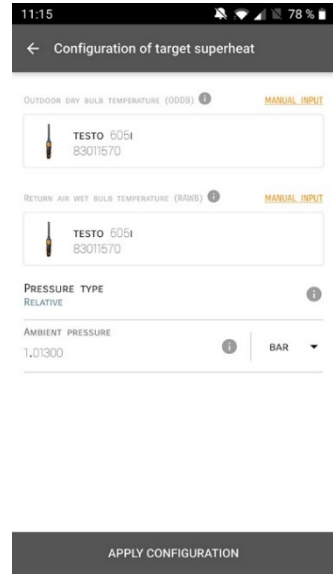 11:15 78 %
← Configuration of target superheat
OUTDOOR DRY BULB TEMPERATURE (ODDB) i MANUAL INPUT
TESTO 605i
83011570
RETURN AIR WET BULB TEMPERATURE (RAWB) i MANUAL INPUT
TESTO 605i
83011570
PRESSURE TYPE i
RELATIVE
AMBIENT PRESSURE
1.01300 i BAR
APPLY CONFIGURATION